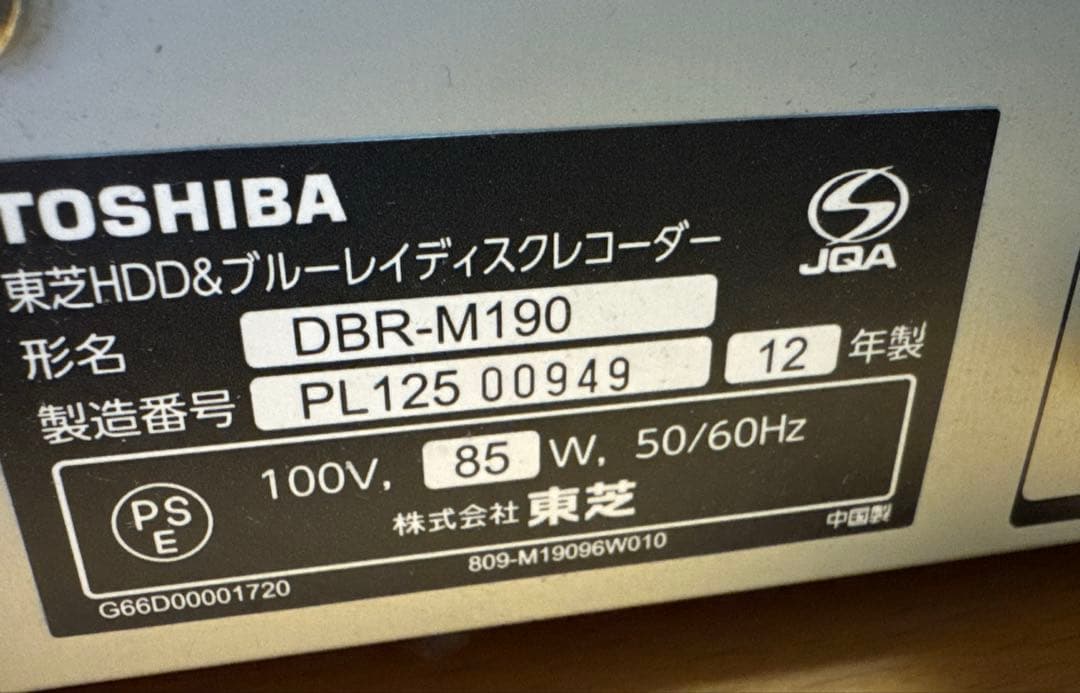 TOSHIBA
JQA
東芝HDD&ブルーレイディスクレコーダー
形名 DBR-M190
製造番号 PL125 00949 12 年製
100V, 85 W, 50/60Hz
PS
E
株式会社 東芝
中国製
809-M19096W010
G66D00001720